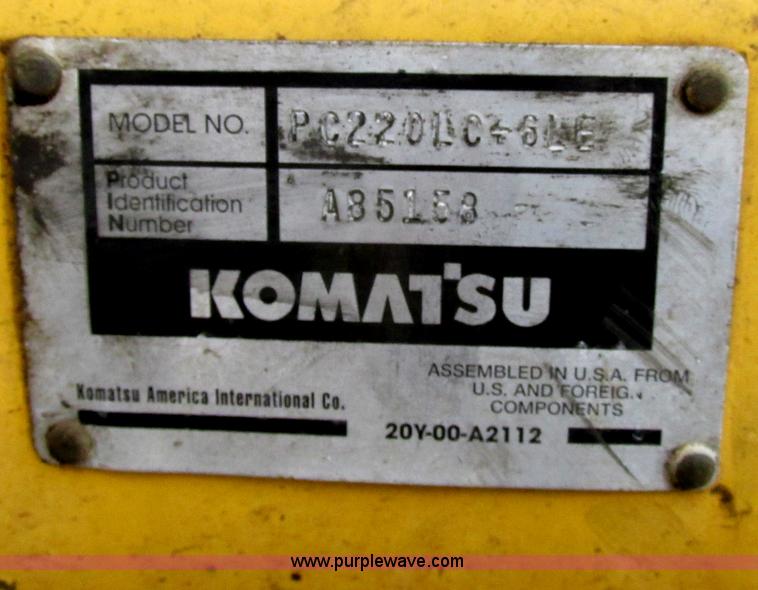 MODEL NO. PC220LC-6LE
Product
Identification
Number
A85158
KOMATSU
ASSEMBLED IN U.S.A. FROM
U.S. AND FOREIGN
COMPONENTS
Komatsu America International Co.
20Y-00-A2112
www.purplewave.com